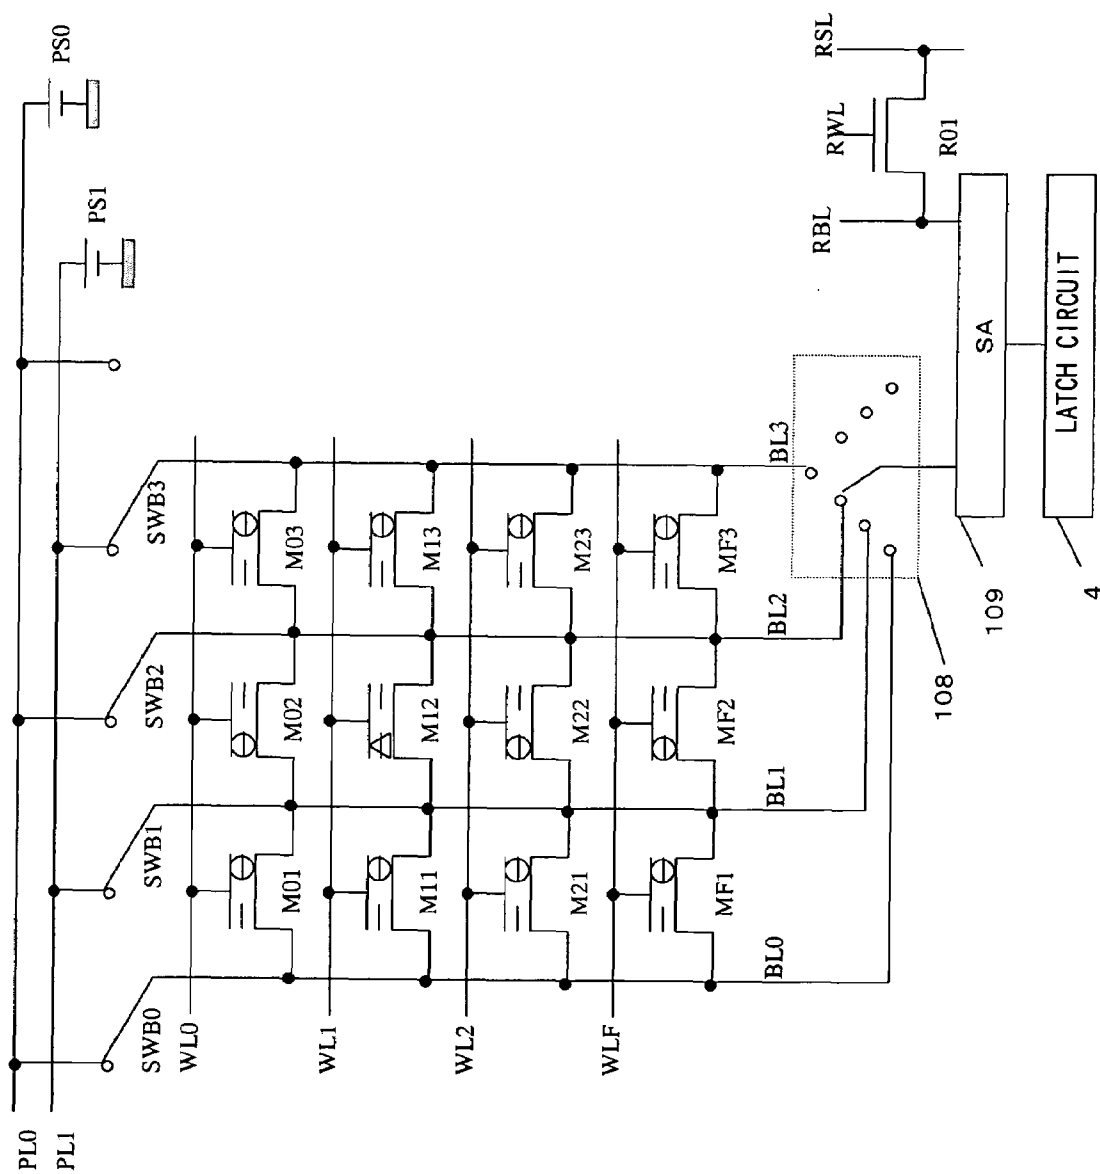 PL0
PL1
PS1
PS0
SWB0
SWB1
SWB2
SWB3
WL0
M01
M02
M03
WL1
M11
M12
M13
WL2
M21
M22
M23
WLF
MF1
MF2
MF3
BL0
BL1
BL2
BL3
RBL
RWL
RSL
R01
108
SA
109
LATCH CIRCUIT
4